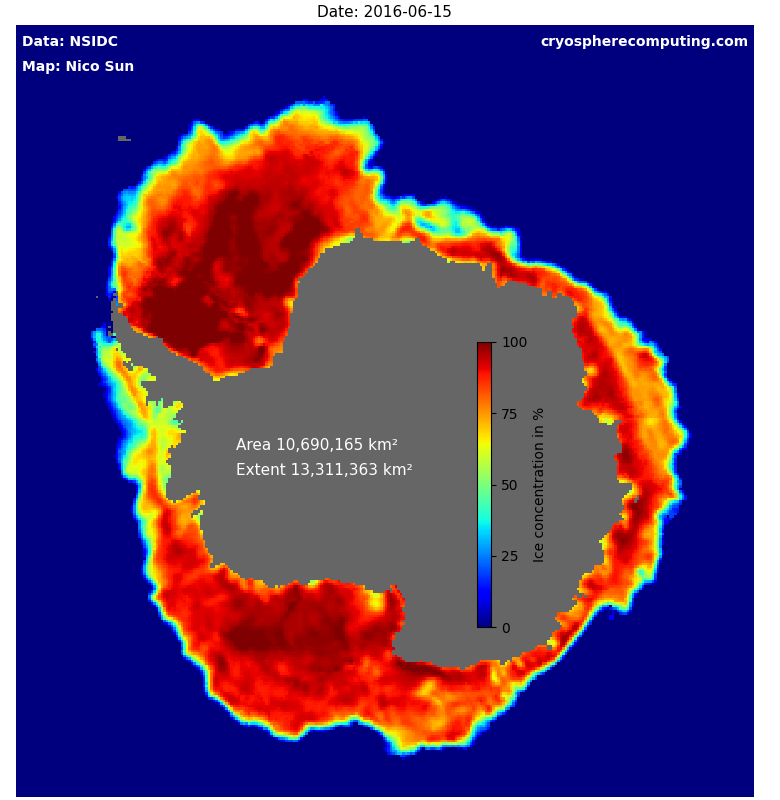 Date: 2016-06-15
Data: NSIDC
cryospherecomputing.com
Map: Nico Sun
100
75
50
25
0
Ice concentration in %
Area 10,690,165 km²
Extent 13,311,363 km²